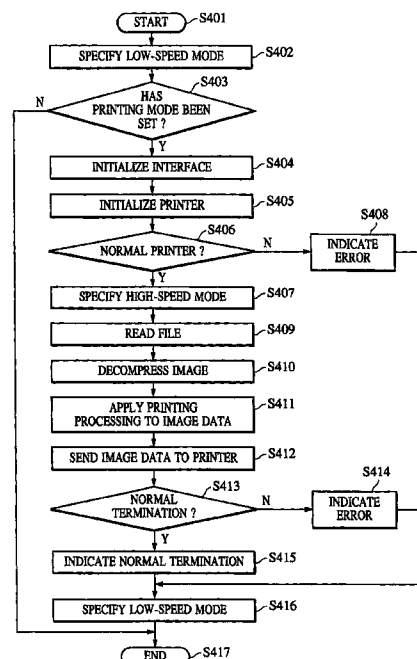 START
S401
SPECIFY LOW-SPEED MODE
S402
S403
N
HAS
PRINTING MODE BEEN
SET ?
Y
INITIALIZE INTERFACE
S404
INITIALIZE PRINTER
S405
S406
NORMAL PRINTER ?
N
S408
INDICATE
ERROR
Y
SPECIFY HIGH-SPEED MODE
S407
READ FILE
S409
DECOMPRESS IMAGE
S410
APPLY PRINTING
PROCESSING TO IMAGE DATA
S411
SEND IMAGE DATA TO PRINTER
S412
S413
NORMAL
TERMINATION ?
N
S414
INDICATE
ERROR
Y
INDICATE NORMAL TERMINATION
S415
SPECIFY LOW-SPEED MODE
S416
END
S417